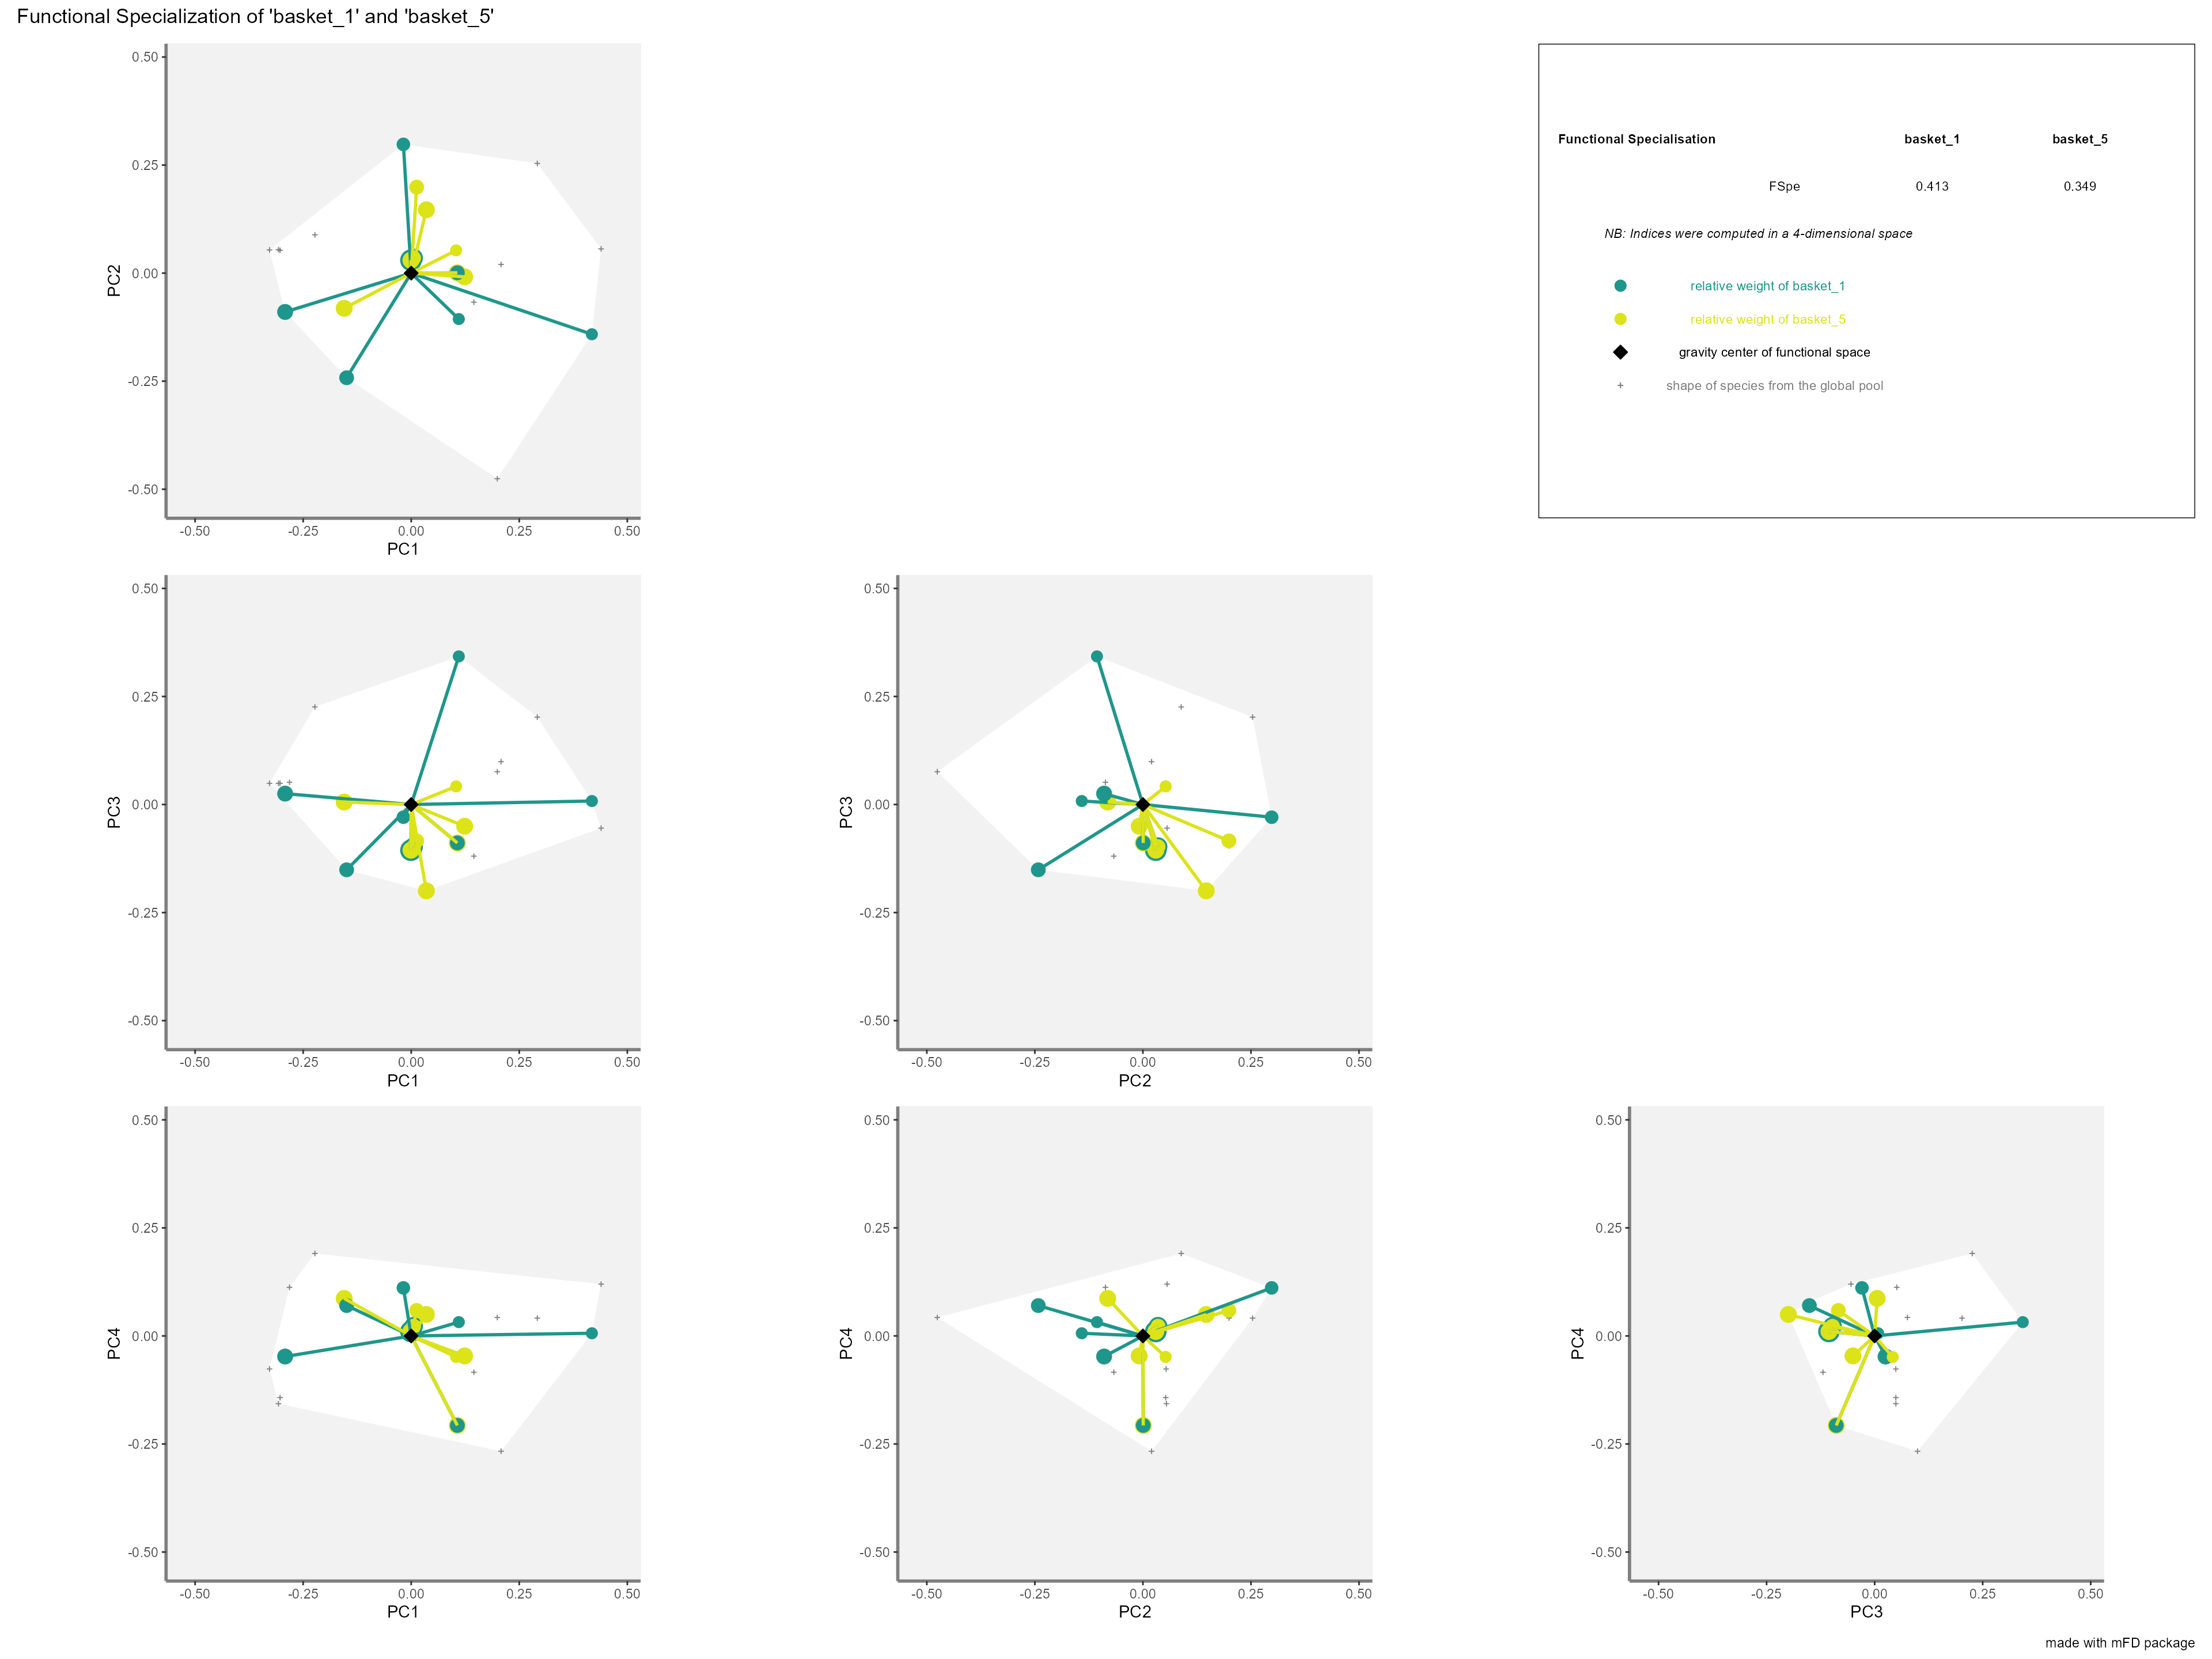 Functional Specialization of 'basket_1' and 'basket_5'
0.50
0.25
0.00
-0.25
-0.50
PC2
-0.50 -0.25 0.00 0.25 0.50
PC1
Functional Specialisation basket_1 basket_5
FSpe 0.413 0.349
NB: Indices were computed in a 4-dimensional space
relative weight of basket_1
relative weight of basket_5
gravity center of functional space
shape of species from the global pool
0.50
0.25
0.00
-0.25
-0.50
PC3
-0.50 -0.25 0.00 0.25 0.50
PC1
0.50
0.25
0.00
-0.25
-0.50
PC3
-0.50 -0.25 0.00 0.25 0.50
PC2
0.50
0.25
0.00
-0.25
-0.50
PC4
-0.50 -0.25 0.00 0.25 0.50
PC1
0.50
0.25
0.00
-0.25
-0.50
PC4
-0.50 -0.25 0.00 0.25 0.50
PC2
0.50
0.25
0.00
-0.25
-0.50
PC4
-0.50 -0.25 0.00 0.25 0.50
PC3
made with mFD package